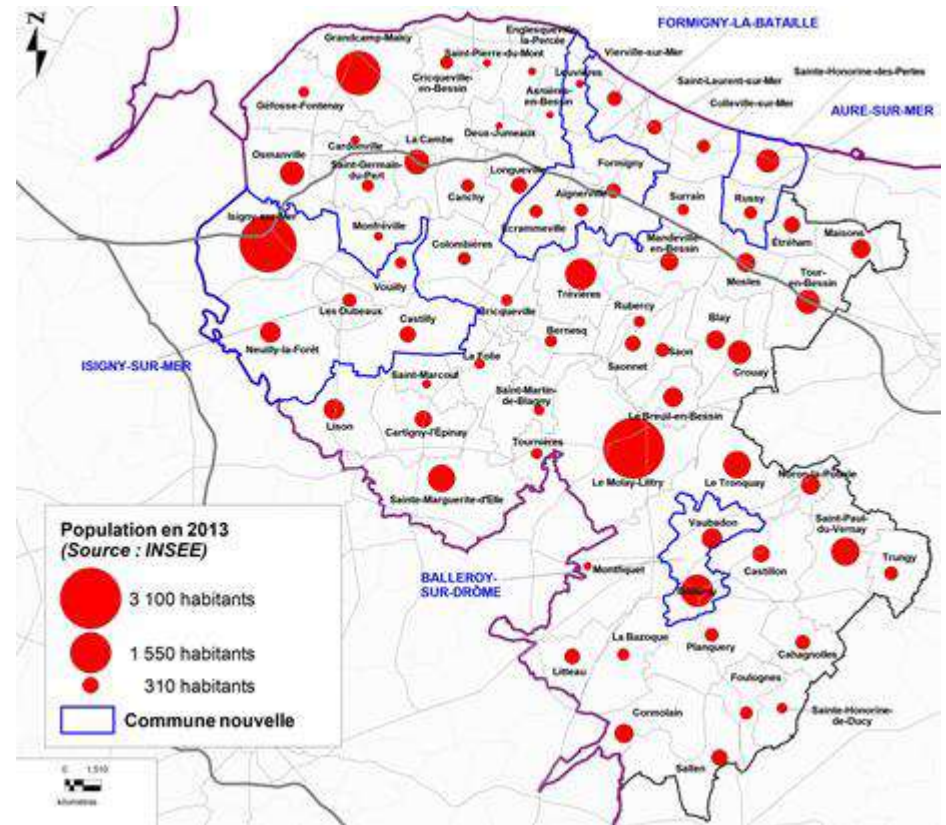 N
FORMIGNY-LA-BATAILLE
Englesqueville
la-Percée
Grandcamp-Maisy
Saint-Pierre-du-Mont
Vierville-sur-Mer
Cricqueville-
en-Bessin
Louvières
Saint-Laurent-sur-Mer
Sainte-Honorine-des-Pertes
Asnières-
en-Bessin
Colleville-sur-Mer
Géfosse-Fontenay
AURE-SUR-MER
Deux-Jumeaux
Cardonville
La Cambe
Osmanville
Saint-Germain-
du-Pert
Longueville
Formigny
Canchy
Aignerville
Surrain
Russy
Isigny-sur-Mer
Écrammeville
Monfréville
Mandeville-
en-Bessin
Étréham
Maisons
Colombières
Vouilly
Mosles
Tour-
en-Bessin
Trévières
Les Oubeaux
Bricqueville
Rubercy
Castilly
Bernesq
Blay
Neuilly-la-Forêt
Saon
La Folie
Saonnet
Crouay
ISIGNY-SUR-MER
Saint-Marcouf
Saint-Martin-
de-Blagny
Le Breuil-en-Bessin
Lison
Cartigny-l'Épinay
Tournières
Le Molay-Littry
Le Tronquay
Noron-la-Poterie
Sainte-Marguerite-d'Elle
Vaubadon
Saint-Paul-
du-Vernay
Trungy
Montfiquet
Castillon
BALLEROY-
SUR-DRÔME
La Bazoque
Planquery
Cahagnolles
Litteau
Foulognes
Cormolain
Sainte-Honorine-
de-Ducy
Sallen
Population en 2013
(Source : INSEE)
3 100 habitants
1 550 habitants
310 habitants
Commune nouvelle
0 1,510
kilomètres